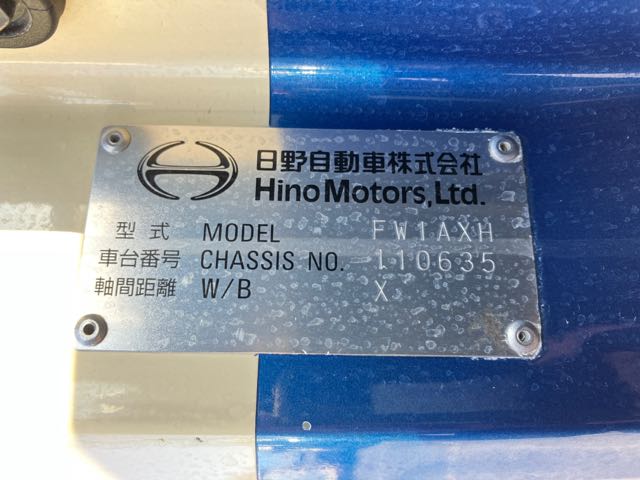 日野自動車株式会社
Hino Motors, Ltd.
型式 MODEL FW1AXH
車台番号 CHASSIS NO. 110635
軸間距離 W/B X